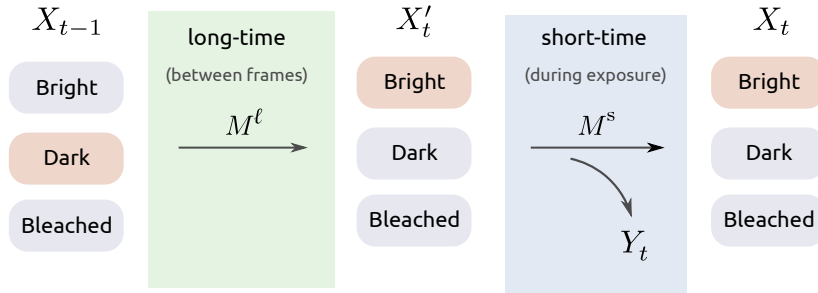 X_{t−1}
Bright
Dark
Bleached
long-time
(between frames)
M^ℓ
X′_t
Bright
Dark
Bleached
short-time
(during exposure)
M^s
Y_t
X_t
Bright
Dark
Bleached